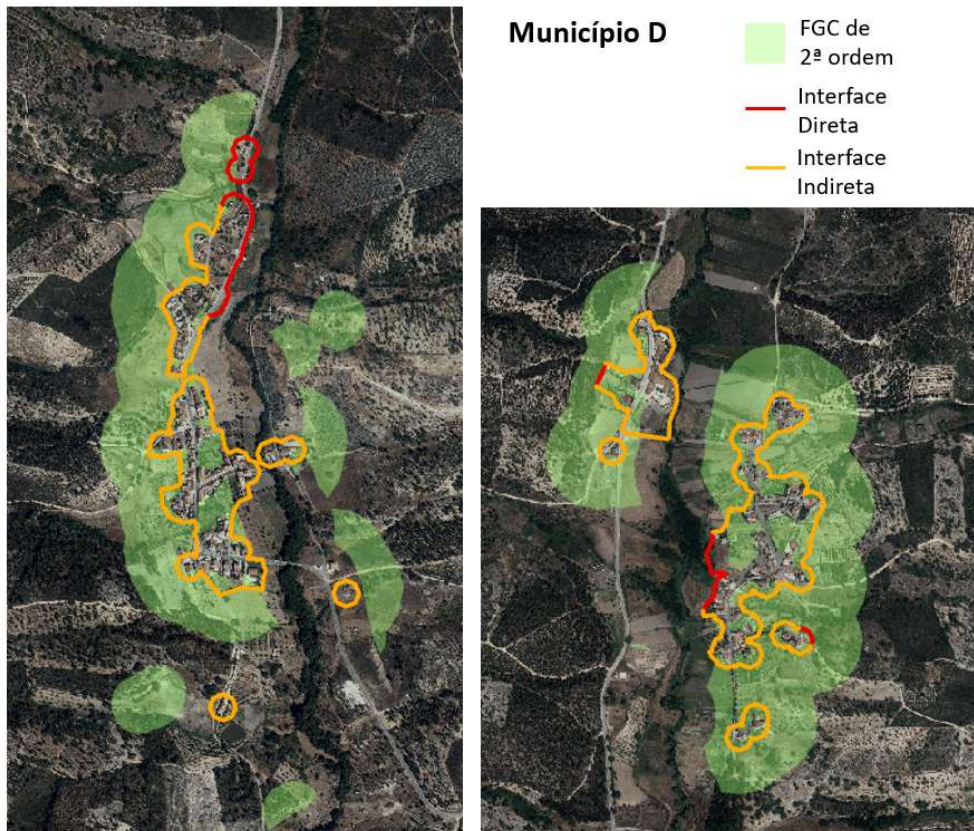 Município D
FGC de
2ª ordem
Interface
Direta
Interface
Indireta